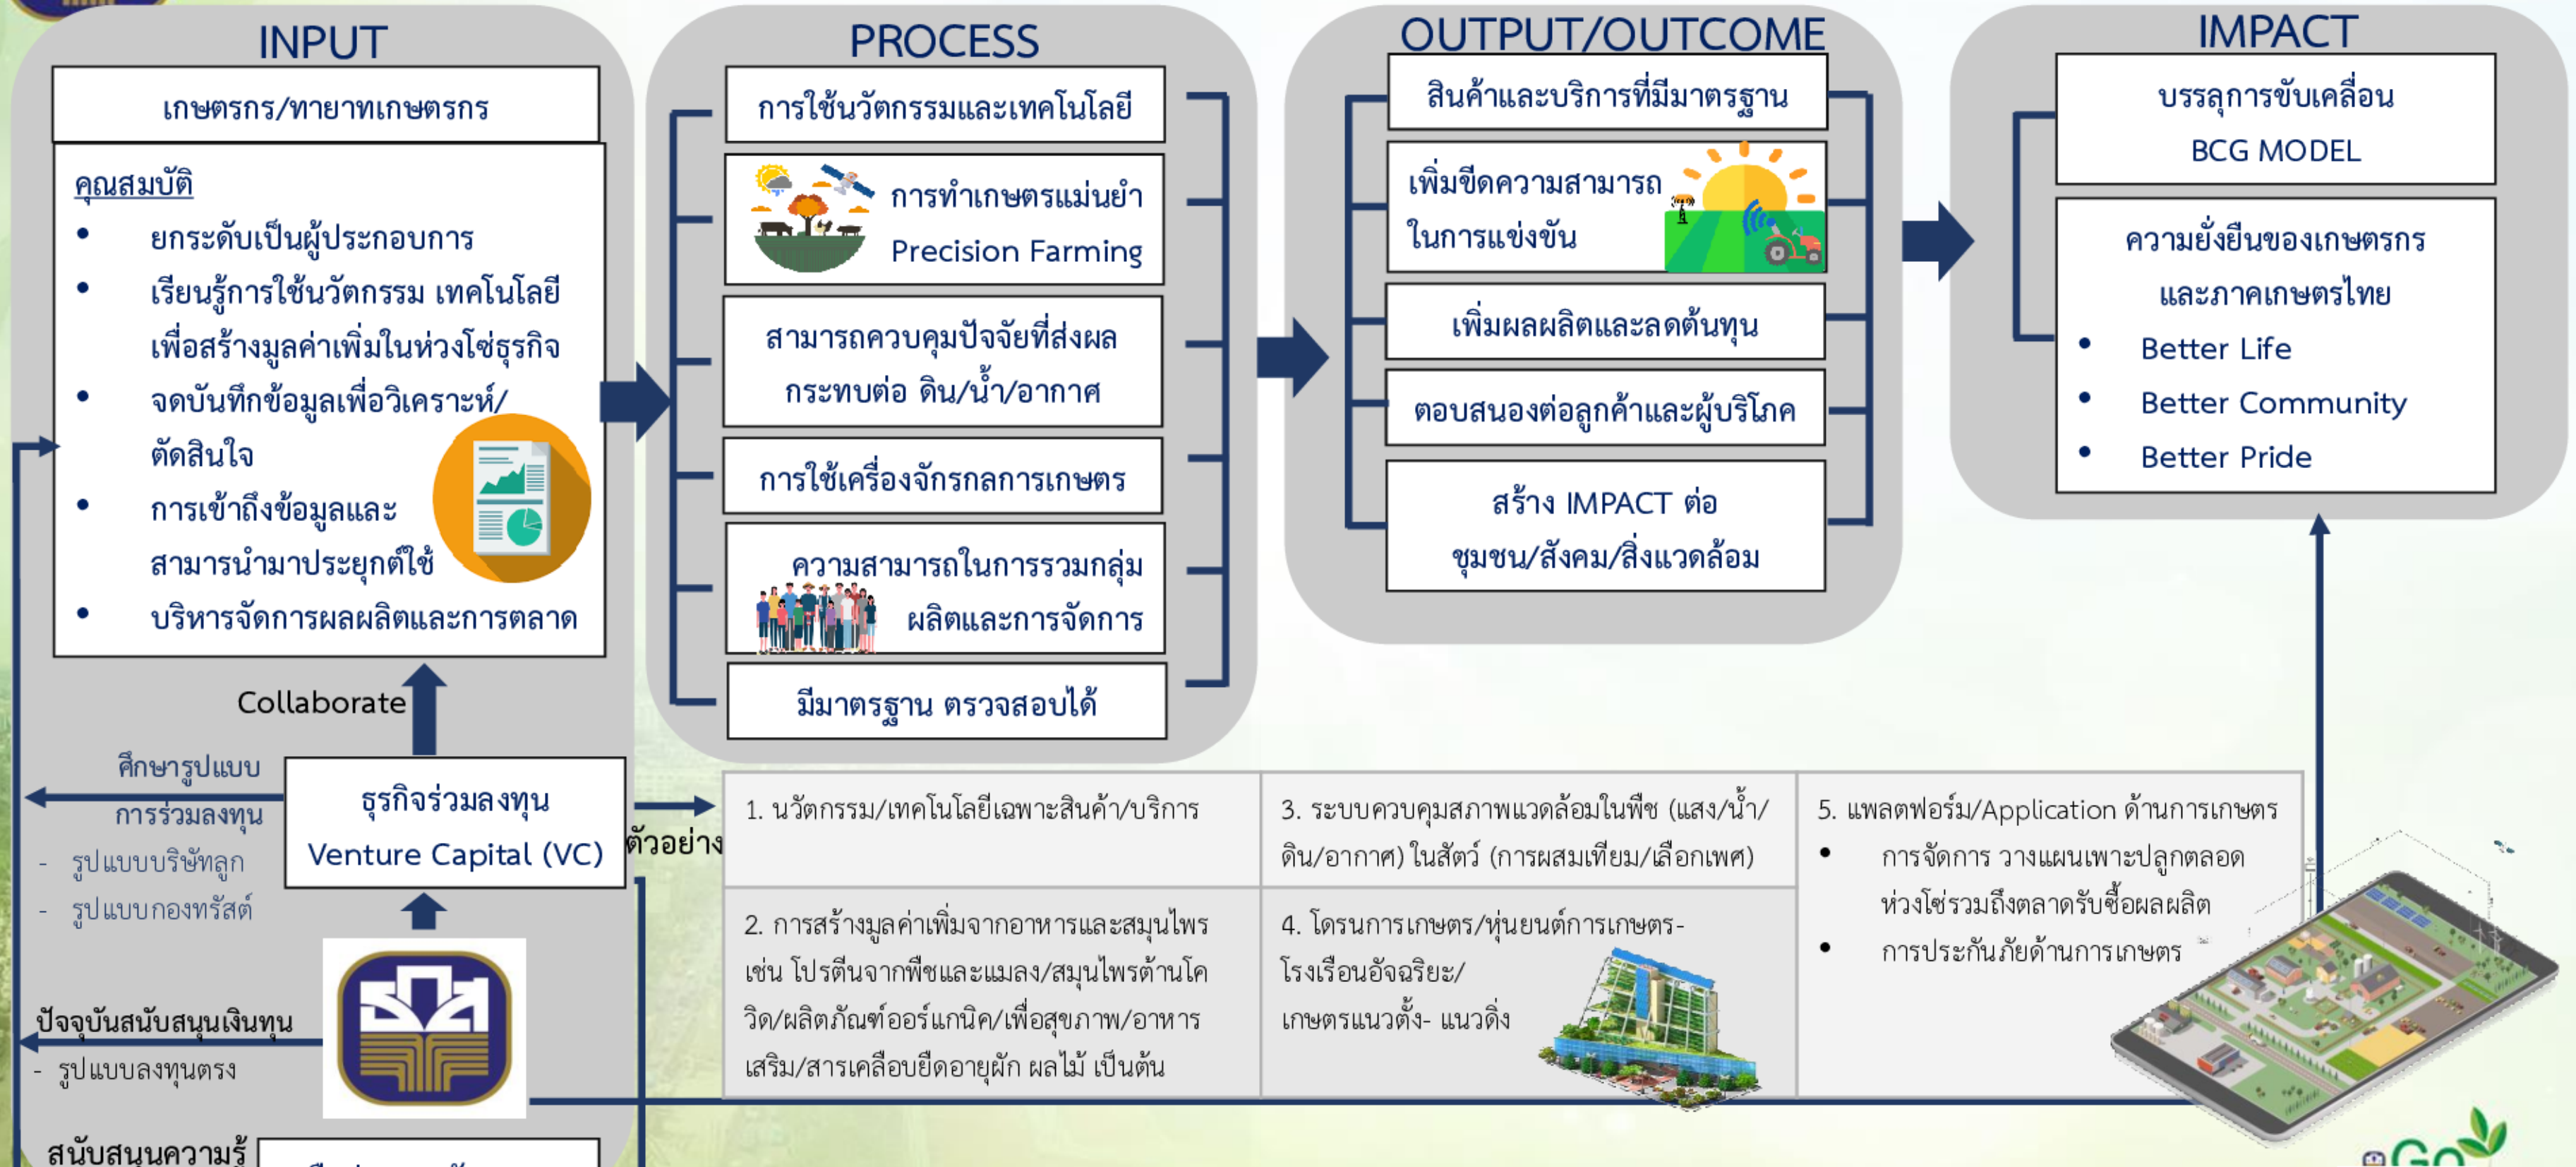 INPUT
เกษตรกร/ทายาทเกษตรกร
คุณสมบัติ
• ยกระดับเป็นผู้ประกอบการ
• เรียนรู้การใช้นวัตกรรม เทคโนโลยี
เพื่อสร้างมูลค่าเพิ่มในห่วงโซ่ธุรกิจ
• จดบันทึกข้อมูลเพื่อวิเคราะห์/
ตัดสินใจ
• การเข้าถึงข้อมูลและ
สามารนำมาประยุกต์ใช้
• บริหารจัดการผลผลิตและการตลาด
Collaborate
ศึกษารูปแบบ
การร่วมลงทุน
- รูปแบบบริษัทลูก
- รูปแบบกองทรัสต์
ธุรกิจร่วมลงทุน
Venture Capital (VC)
ตัวอย่าง
ปัจจุบันสนับสนุนเงินทุน
- รูปแบบลงทุนตรง
สนับสนุนความรู้
PROCESS
การใช้นวัตกรรมและเทคโนโลยี
การทำเกษตรแม่นยำ
Precision Farming
สามารถควบคุมปัจจัยที่ส่งผล
กระทบต่อ ดิน/น้ำ/อากาศ
การใช้เครื่องจักรกลการเกษตร
ความสามารถในการรวมกลุ่ม
ผลิตและการจัดการ
มีมาตรฐาน ตรวจสอบได้
OUTPUT/OUTCOME
สินค้าและบริการที่มีมาตรฐาน
เพิ่มขีดความสามารถ
ในการแข่งขัน
เพิ่มผลผลิตและลดต้นทุน
ตอบสนองต่อลูกค้าและผู้บริโภค
สร้าง IMPACT ต่อ
ชุมชน/สังคม/สิ่งแวดล้อม
IMPACT
บรรลุการขับเคลื่อน
BCG MODEL
ความยั่งยืนของเกษตรกร
และภาคเกษตรไทย
• Better Life
• Better Community
• Better Pride
1. นวัตกรรม/เทคโนโลยีเฉพาะสินค้า/บริการ
2. การสร้างมูลค่าเพิ่มจากอาหารและสมุนไพร
เช่น โปรตีนจากพืชและแมลง/สมุนไพรต้านโค
วิด/ผลิตภัณฑ์ออร์แกนิค/เพื่อสุขภาพ/อาหาร
เสริม/สารเคลือบยืดอายุผัก ผลไม้ เป็นต้น
3. ระบบควบคุมสภาพแวดล้อมในพืช (แสง/น้ำ/
ดิน/อากาศ) ในสัตว์ (การผสมเทียม/เลือกเพศ)
4. โดรนการเกษตร/หุ่นยนต์การเกษตร-
โรงเรือนอัจฉริยะ/
เกษตรแนวตั้ง- แนวดิ่ง
5. แพลตฟอร์ม/Application ด้านการเกษตร
• การจัดการ วางแผนเพาะปลูกตลอด
ห่วงโซ่รวมถึงตลาดรับซื้อผลผลิต
• การประกันภัยด้านการเกษตร
Go